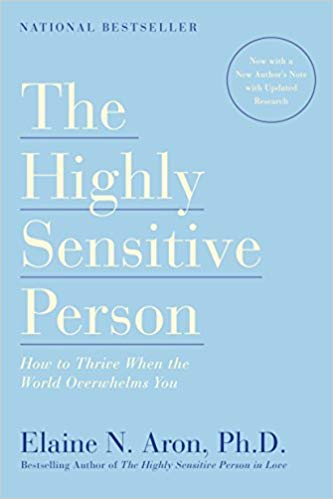 NATIONAL BESTSELLER
Now with a
New Author's Note
with Updated
Research
The
Highly
Sensitive
Person
How to Thrive When the
World Overwhelms You
Elaine N. Aron, Ph.D.
Bestselling Author of The Highly Sensitive Person in Love